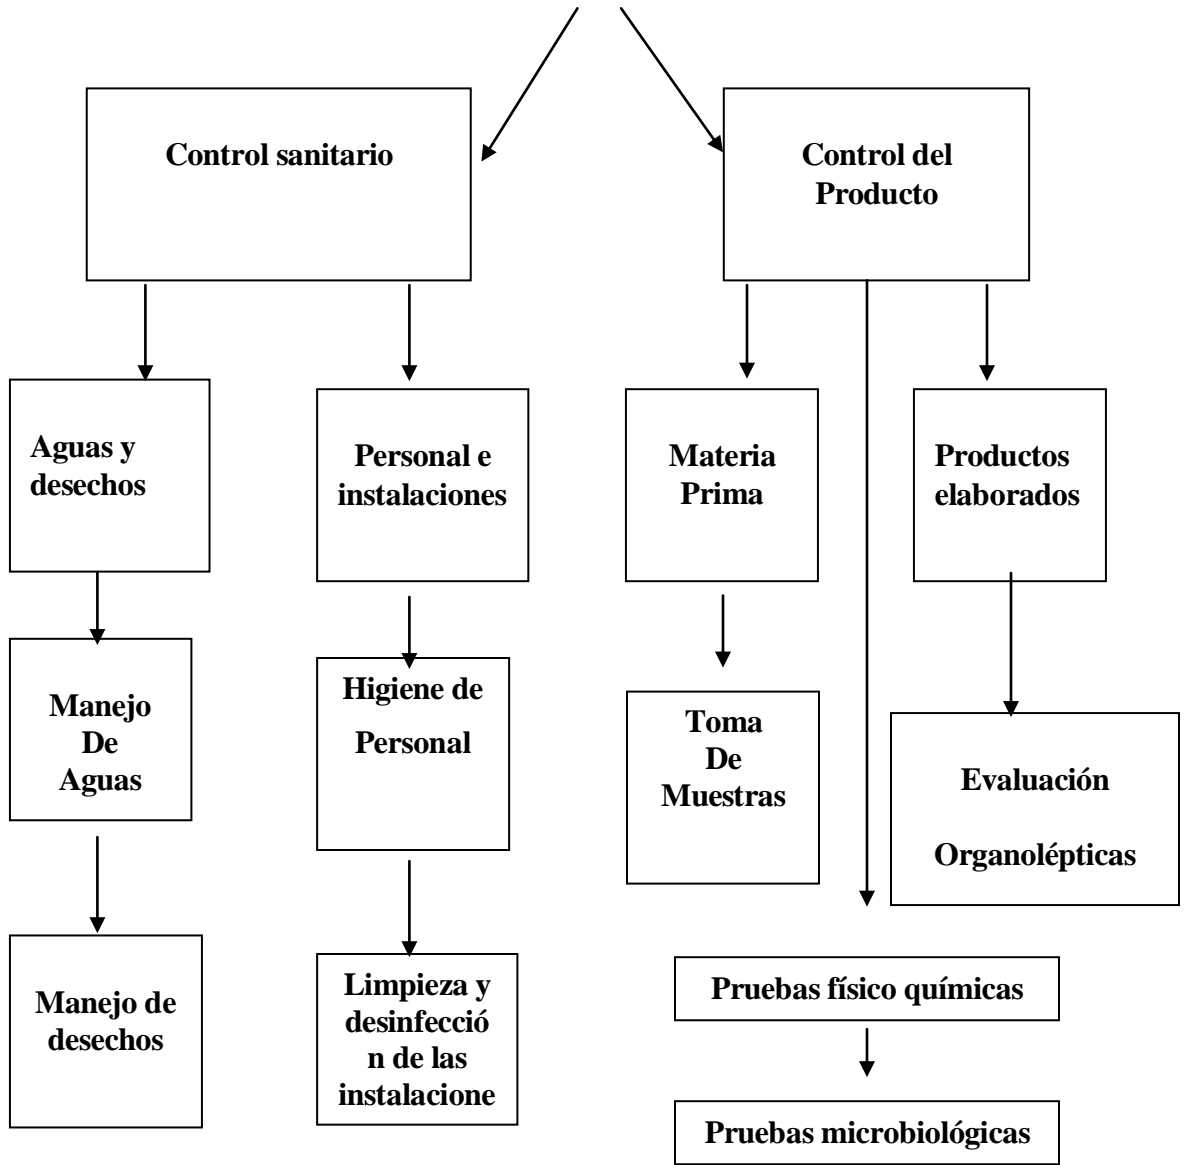 Control sanitario
Control del
Producto
Aguas y
desechos
Personal e
instalaciones
Materia
Prima
Productos
elaborados
Manejo
De
Aguas
Higiene de
Personal
Toma
De
Muestras
Evaluación
Organolépticas
Manejo de
desechos
Limpieza y
desinfecció
n de las
instalacione
Pruebas físico químicas
Pruebas microbiológicas